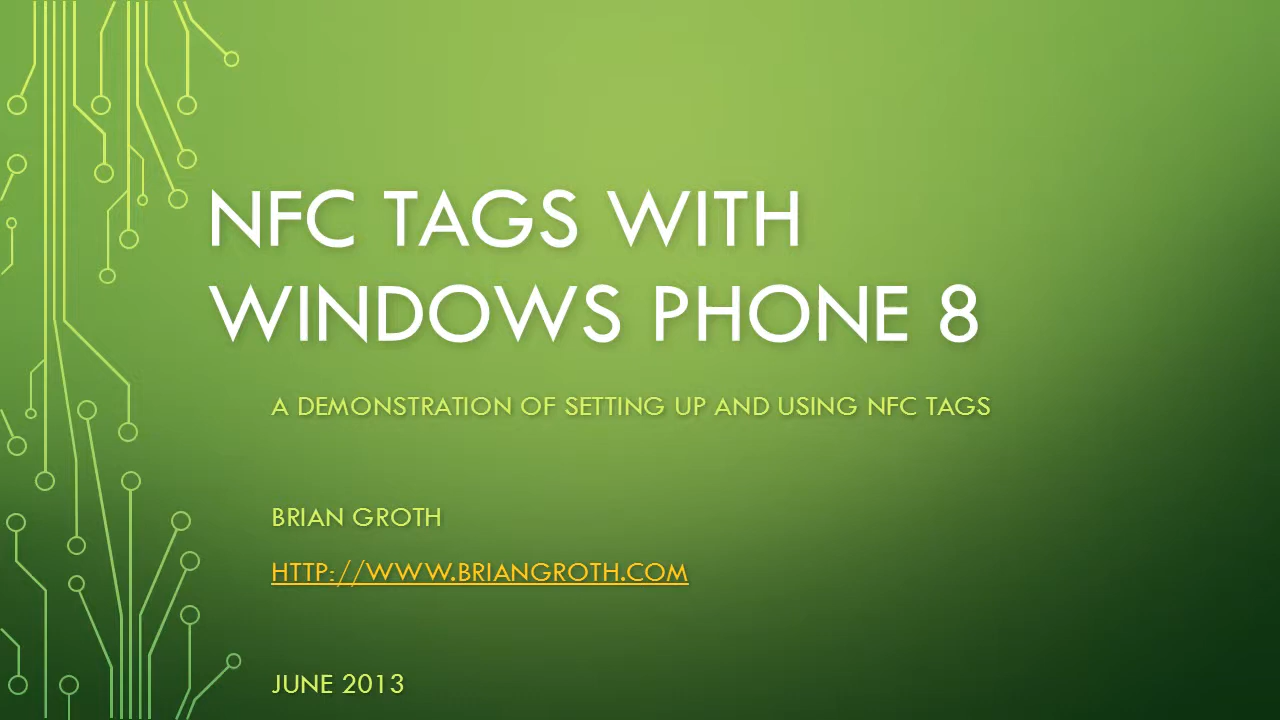 NFC TAGS WITH
WINDOWS PHONE 8
A DEMONSTRATION OF SETTING UP AND USING NFC TAGS
BRIAN GROTH
HTTP://WWW.BRIANGROTH.COM
JUNE 2013